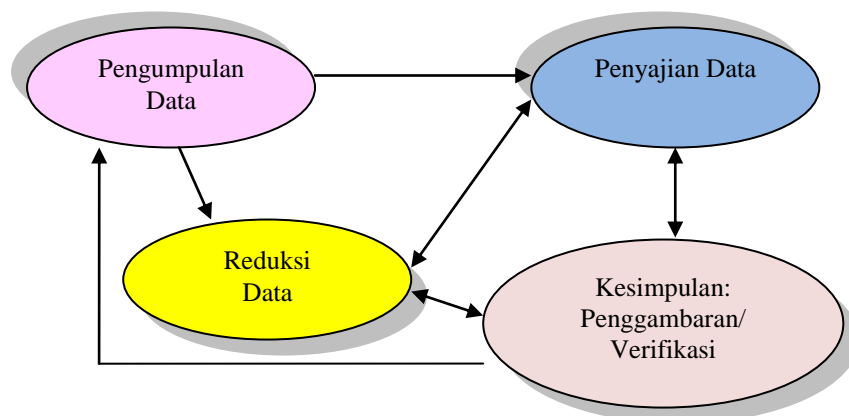 Pengumpulan
Data
Penyajian Data
Reduksi
Data
Kesimpulan:
Penggambaran/
Verifikasi